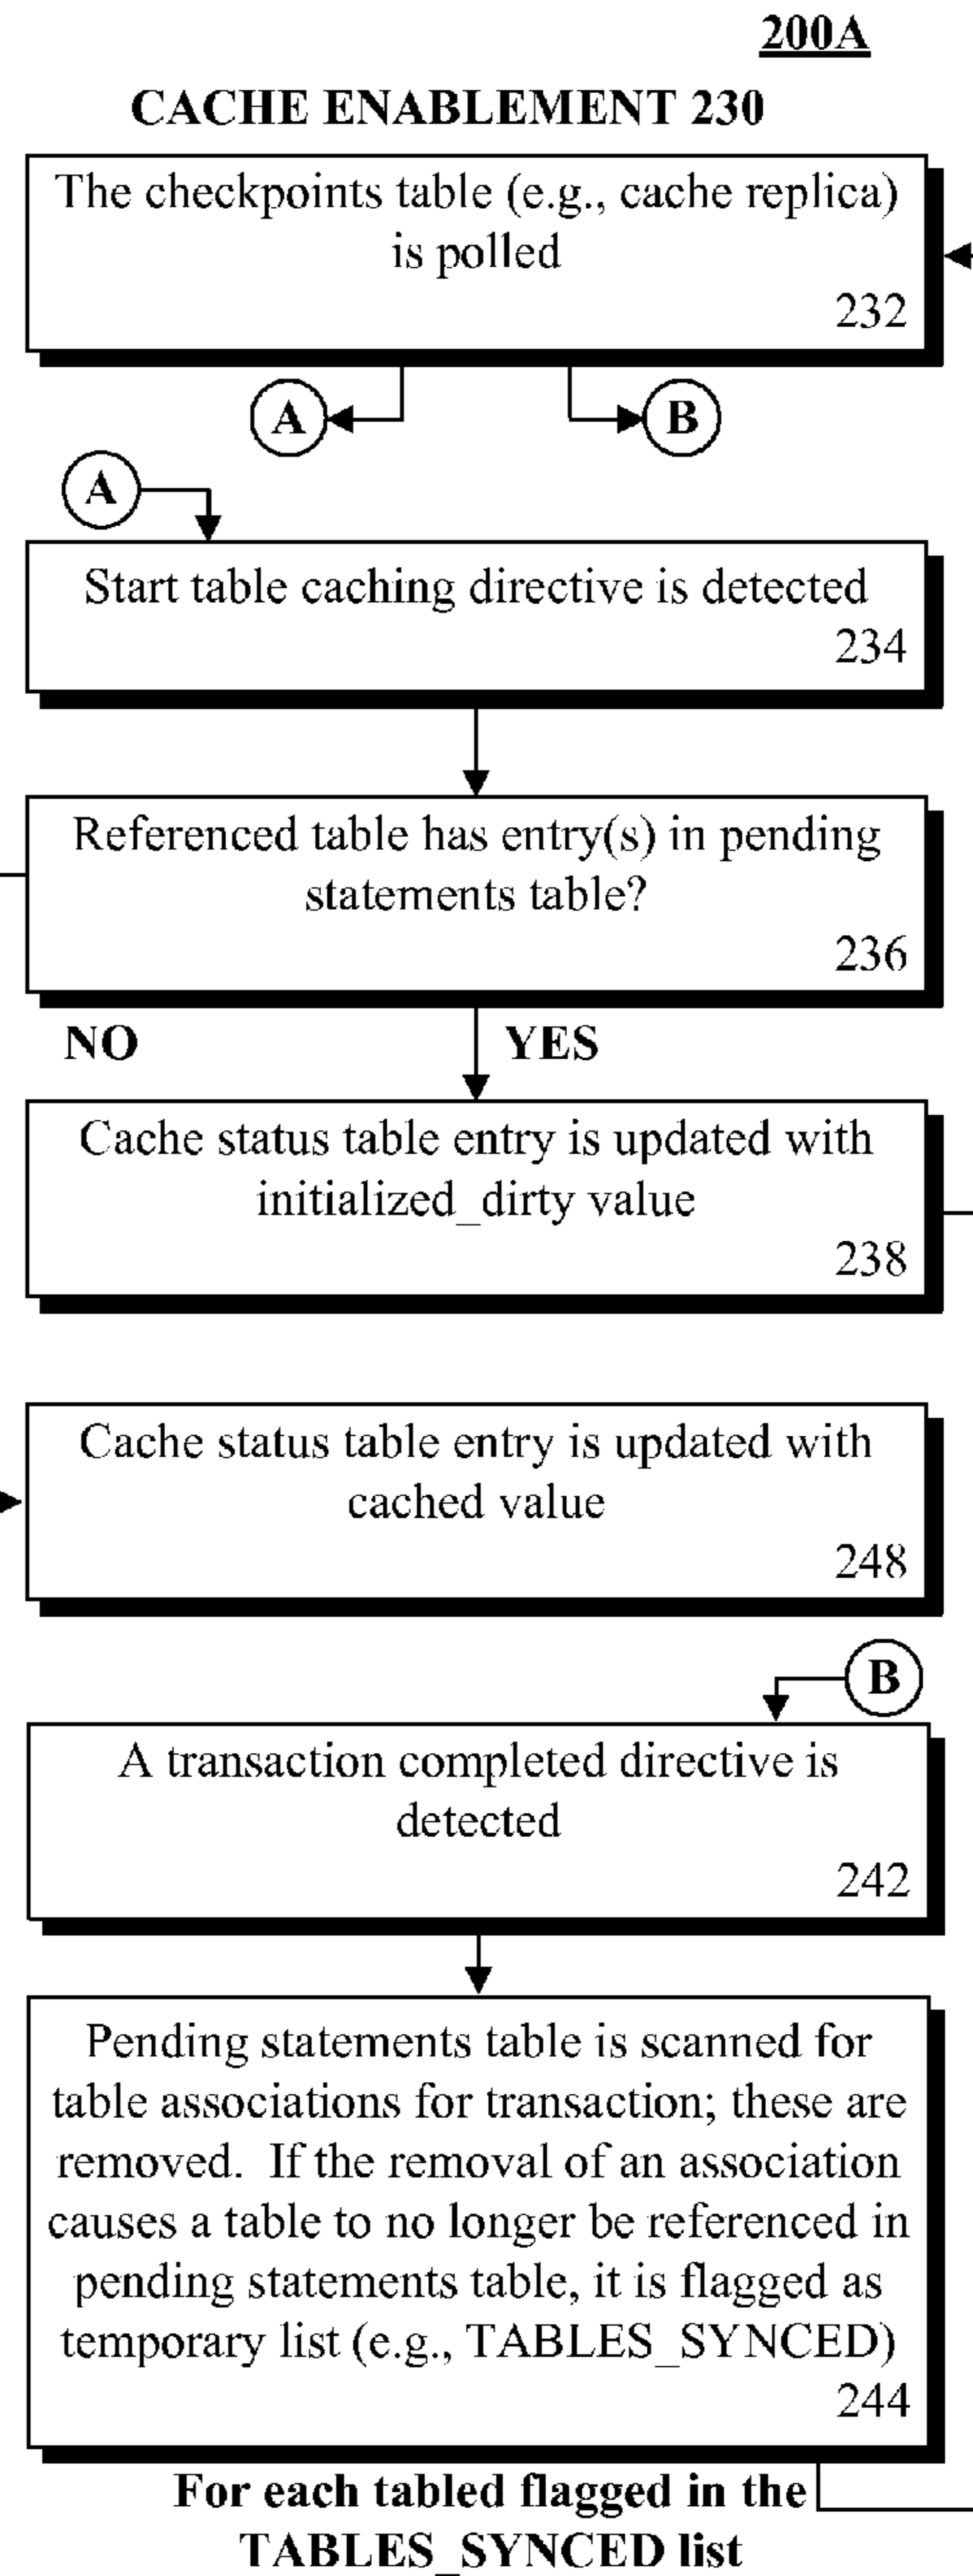 200A
CACHE ENABLEMENT 230
The checkpoints table (e.g., cache replica)
is polled
232
A
B
A
Start table caching directive is detected
234
Referenced table has entry(s) in pending
statements table?
236
NO
YES
Cache status table entry is updated with
initialized_dirty value
238
Cache status table entry is updated with
cached value
248
B
A transaction completed directive is
detected
242
Pending statements table is scanned for
table associations for transaction; these are
removed. If the removal of an association
causes a table to no longer be referenced in
pending statements table, it is flagged as
temporary list (e.g., TABLES_SYNCED)
244
For each tabled flagged in the
TABLES_SYNCED list